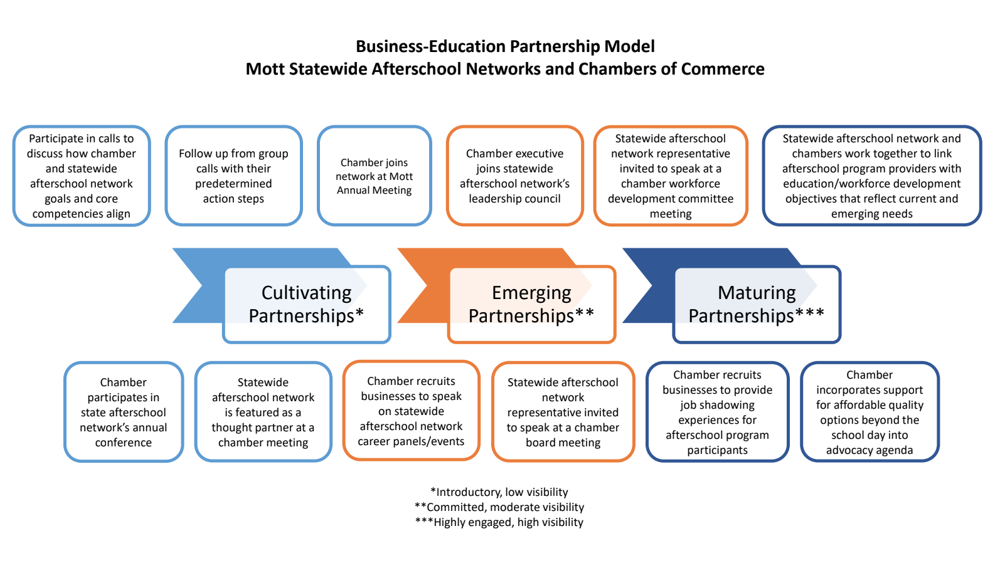 Business-Education Partnership Model
Mott Statewide Afterschool Networks and Chambers of Commerce
Participate in calls to
discuss how chamber
and statewide
afterschool network
goals and core
competencies align
Follow up from group
calls with their
predetermined
action steps
Chamber joins
network at Mott
Annual Meeting
Chamber executive
joins statewide
afterschool network’s
leadership council
Statewide afterschool
network representative
invited to speak at a
chamber workforce
development committee
meeting
Statewide afterschool network and
chambers work together to link
afterschool program providers with
education/workforce development
objectives that reflect current and
emerging needs
Cultivating
Partnerships*
Emerging
Partnerships**
Maturing
Partnerships***
Chamber
participates in
state afterschool
network’s annual
conference
Statewide
afterschool network
is featured as a
thought partner at a
chamber meeting
Chamber recruits
businesses to speak
on statewide
afterschool network
career panels/events
Statewide afterschool
network
representative invited
to speak at a chamber
board meeting
Chamber recruits
businesses to provide
job shadowing
experiences for
afterschool program
participants
Chamber
incorporates support
for affordable quality
options beyond the
school day into
advocacy agenda
*Introductory, low visibility
**Committed, moderate visibility
***Highly engaged, high visibility